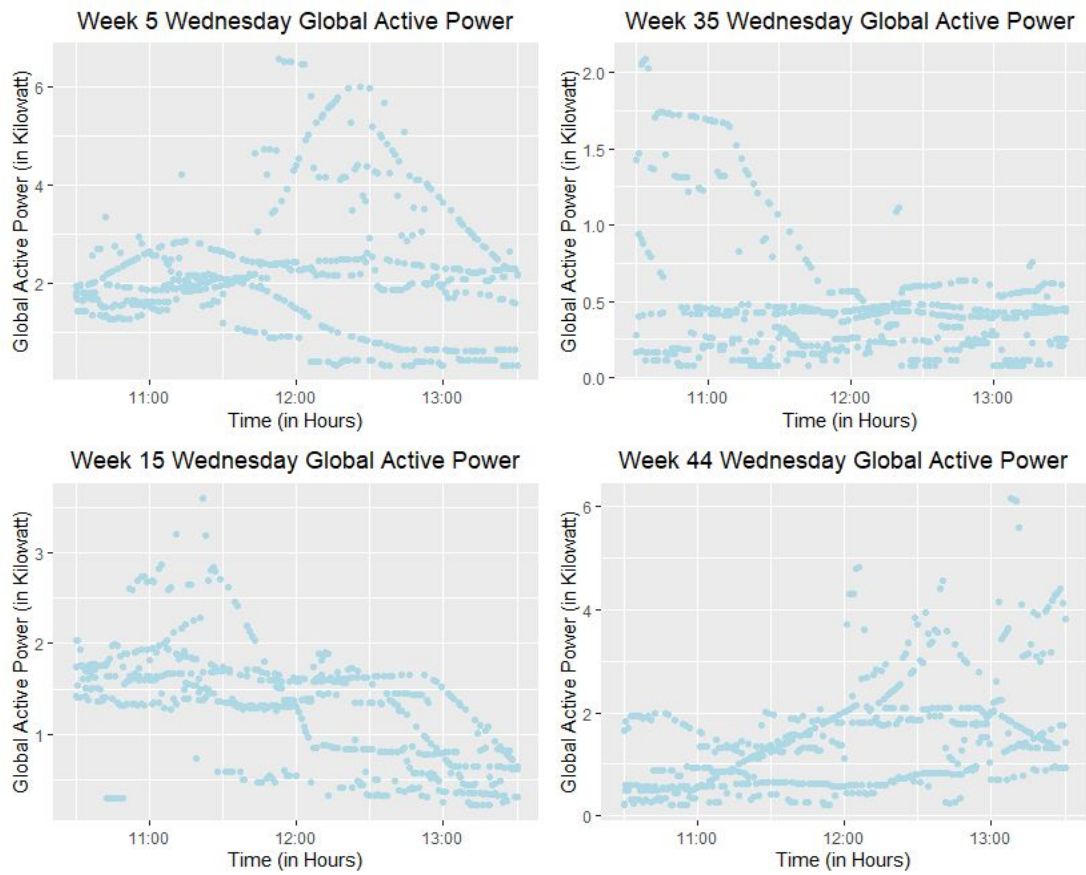 Week 5 Wednesday Global Active Power
Global Active Power (in Kilowatt)
6
4
2
11:00 12:00 13:00
Time (in Hours)
Week 35 Wednesday Global Active Power
Global Active Power (in Kilowatt)
2.0
1.5
1.0
0.5
0.0
11:00 12:00 13:00
Time (in Hours)
Week 15 Wednesday Global Active Power
Global Active Power (in Kilowatt)
3
2
1
11:00 12:00 13:00
Time (in Hours)
Week 44 Wednesday Global Active Power
Global Active Power (in Kilowatt)
6
4
2
0
11:00 12:00 13:00
Time (in Hours)